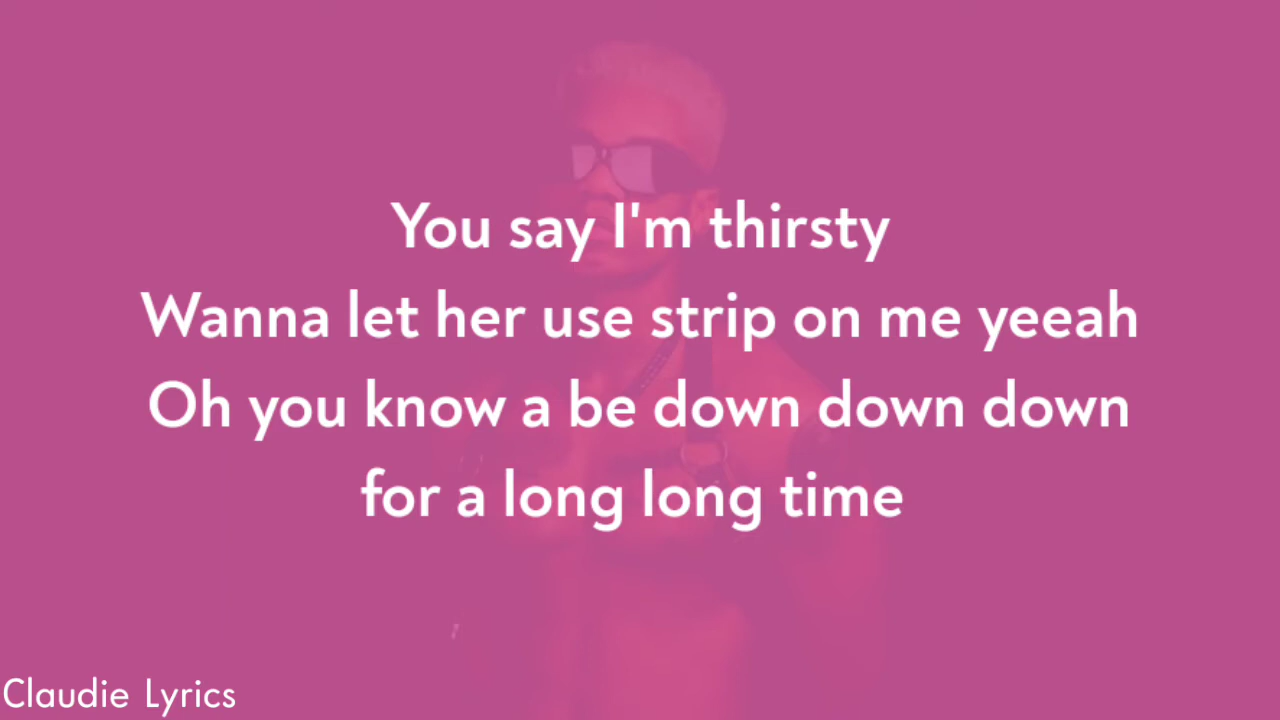 You say I'm thirsty
Wanna let her use strip on me yeeah
Oh you know a be down down down
for a long long time
Claudie Lyrics